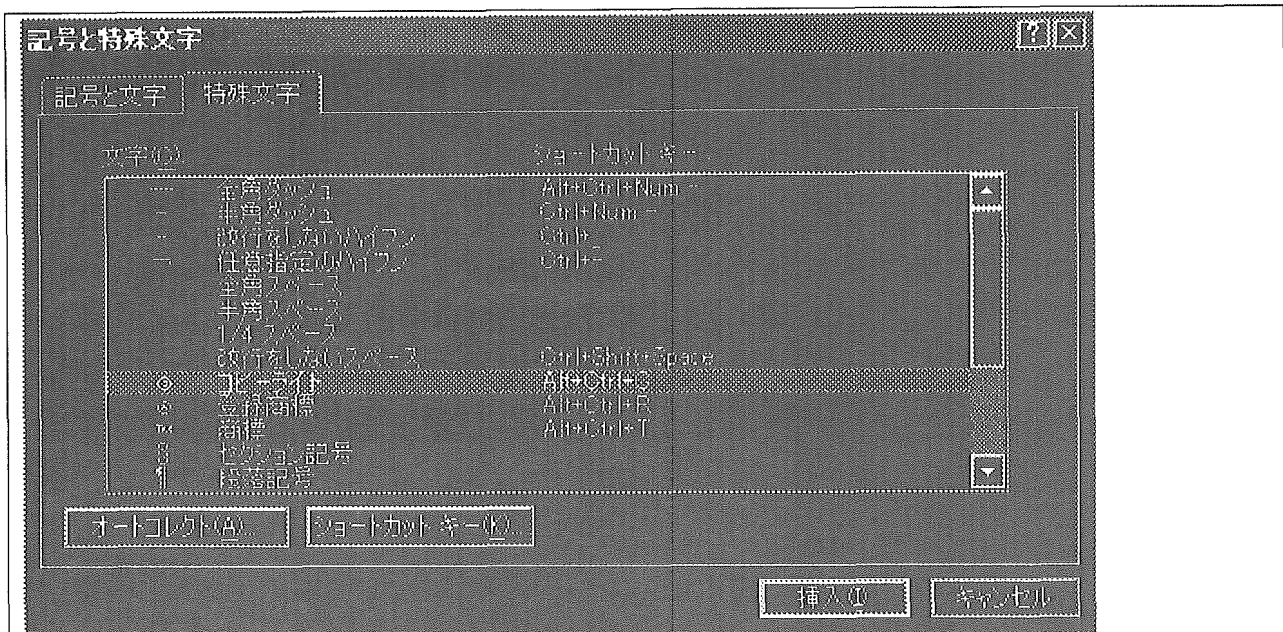 記号と特殊文字
記号と文字 特殊文字
文字(C): ショートカット キー:
— 全角ダッシュ Alt+Ctrl+Num -
– 半角ダッシュ Ctrl+Num -
- 改行をしないハイフン Ctrl+_
¬ 任意指定のハイフン Ctrl+-
全角スペース
半角スペース
1/4 スペース
改行をしないスペース Ctrl+Shift+Space
© コピーライト Alt+Ctrl+C
® 登録商標 Alt+Ctrl+R
™ 商標 Alt+Ctrl+T
§ セクション記号
¶ 段落記号
オートコレクト(A)... ショートカット キー(K)...
挿入(I) キャンセル